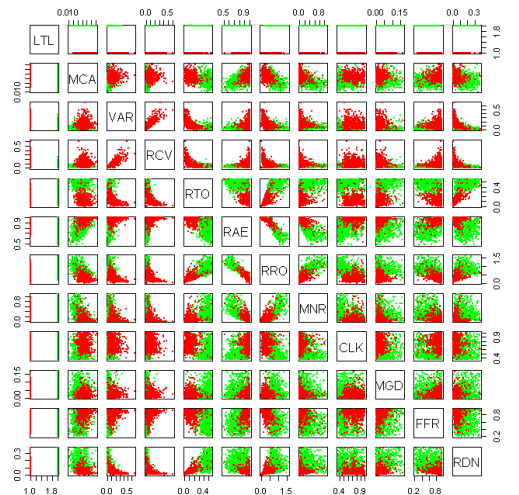 0.010 0.0 0.5 0.5 0.9 0.0 0.8 0.00 0.15 0.0 0.3
LTL 1.0 1.8
0.010 MCA
VAR 0.0 0.5
0.0 0.5 RCV
RTO 0.0 0.4
0.5 0.9 RAE
RRO 0.0 1.5
0.0 0.8 MNR
CLK 0.4 0.9
0.00 0.15 MGD
FFR 0.2 0.8
0.0 0.3 RDN
1.0 1.8 0.0 0.5 0.0 0.4 0.0 1.5 0.4 0.9 0.2 0.8